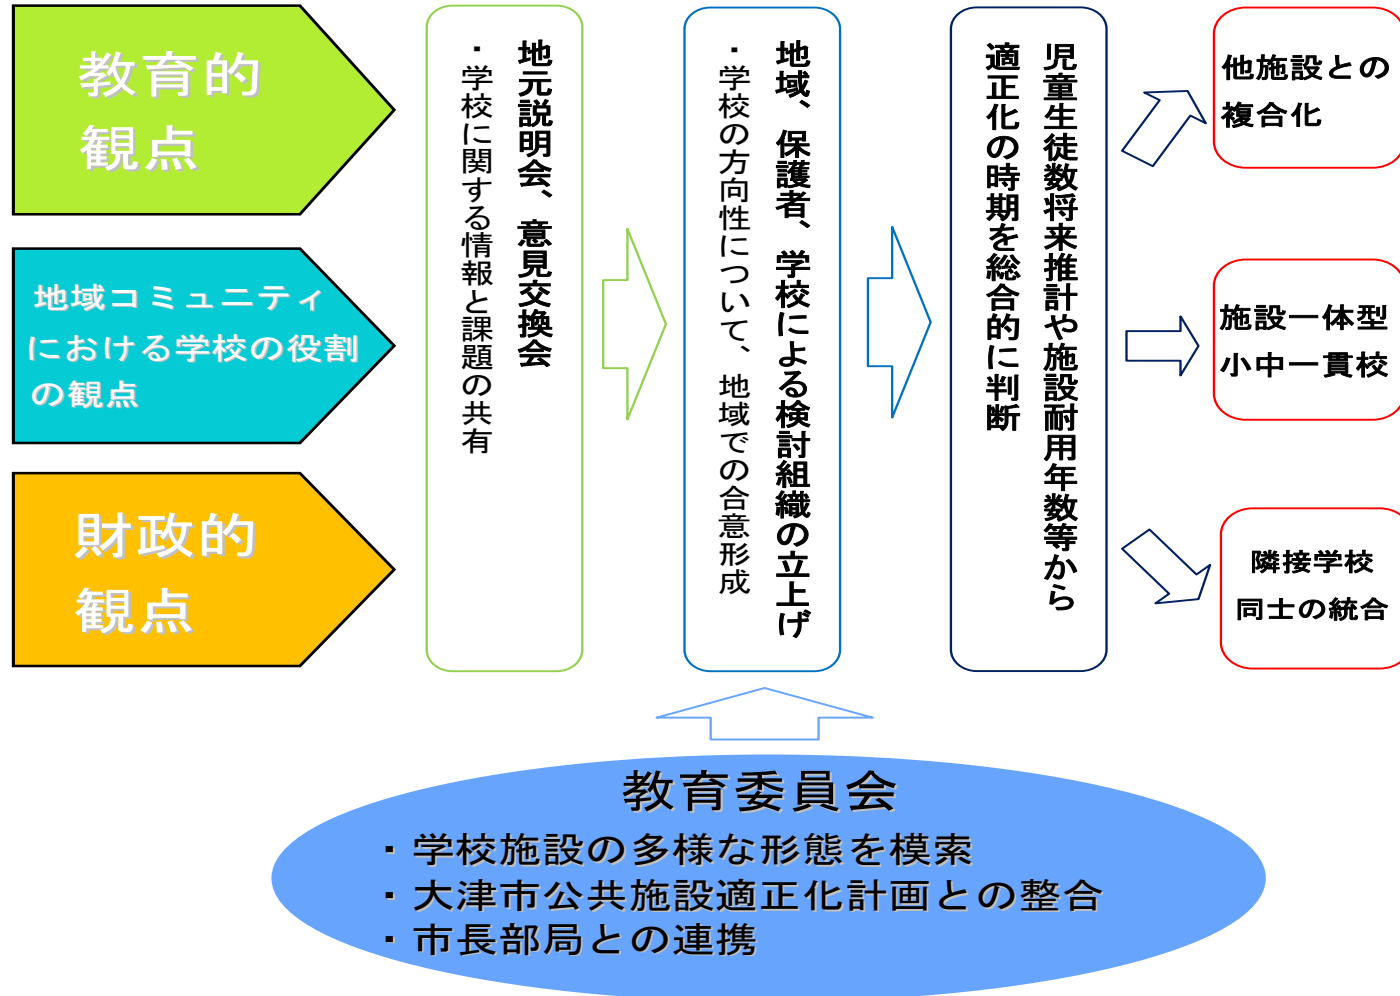 教育的
観点
地域コミュニティ
における学校の役割
の観点
財政的
観点
地元説明会、意見交換会
・学校に関する情報と課題の共有
地域、保護者、学校による検討組織の立上げ
・学校の方向性について、地域での合意形成
児童生徒数将来推計や施設耐用年数等から
適正化の時期を総合的に判断
他施設との
複合化
施設一体型
小中一貫校
隣接学校
同士の統合
教育委員会
・学校施設の多様な形態を模索
・大津市公共施設適正化計画との整合
・市長部局との連携